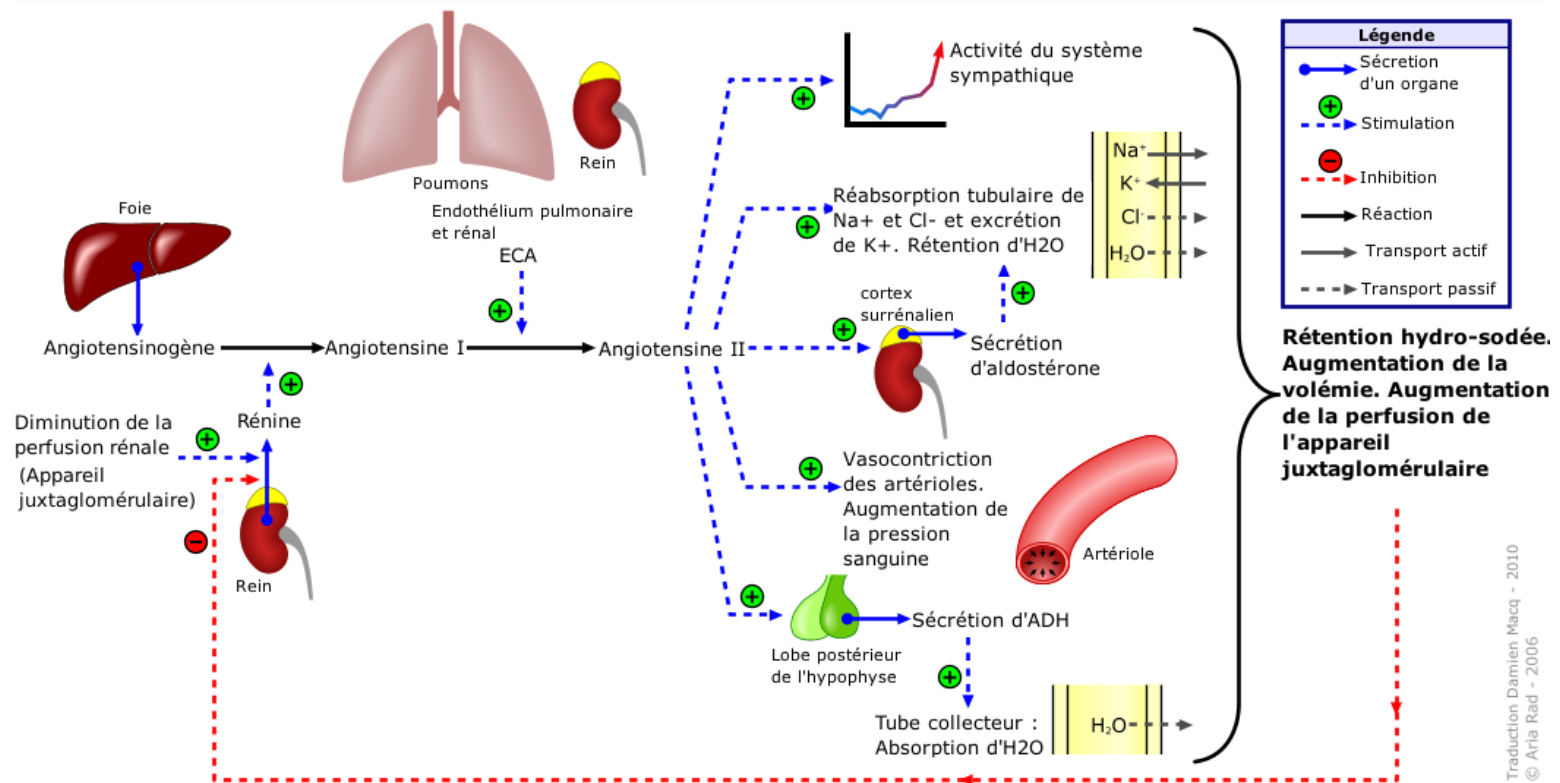 Foie
Angiotensinogène
Diminution de la
perfusion rénale
(Appareil
juxtaglomérulaire)
Rénine
Rein
Poumons
Rein
Endothélium pulmonaire
et rénal
ECA
Angiotensine I
Angiotensine II
Activité du système
sympathique
Réabsorption tubulaire de
Na+ et Cl- et excrétion
de K+. Rétention d'H2O
Na⁺
K⁺
Cl⁻
H₂O
cortex
surrénalien
Sécrétion
d'aldostérone
Vasocontriction
des artérioles.
Augmentation de
la pression
sanguine
Artériole
Lobe postérieur
de l'hypophyse
Sécrétion d'ADH
Tube collecteur :
Absorption d'H2O
H₂O
Légende
Sécretion
d'un organe
Stimulation
Inhibition
Réaction
Transport actif
Transport passif
Rétention hydro-sodée.
Augmentation de la
volémie. Augmentation
de la perfusion de
l'appareil
juxtaglomérulaire
Traduction Damien Macq - 2010
© Aria Rad - 2006